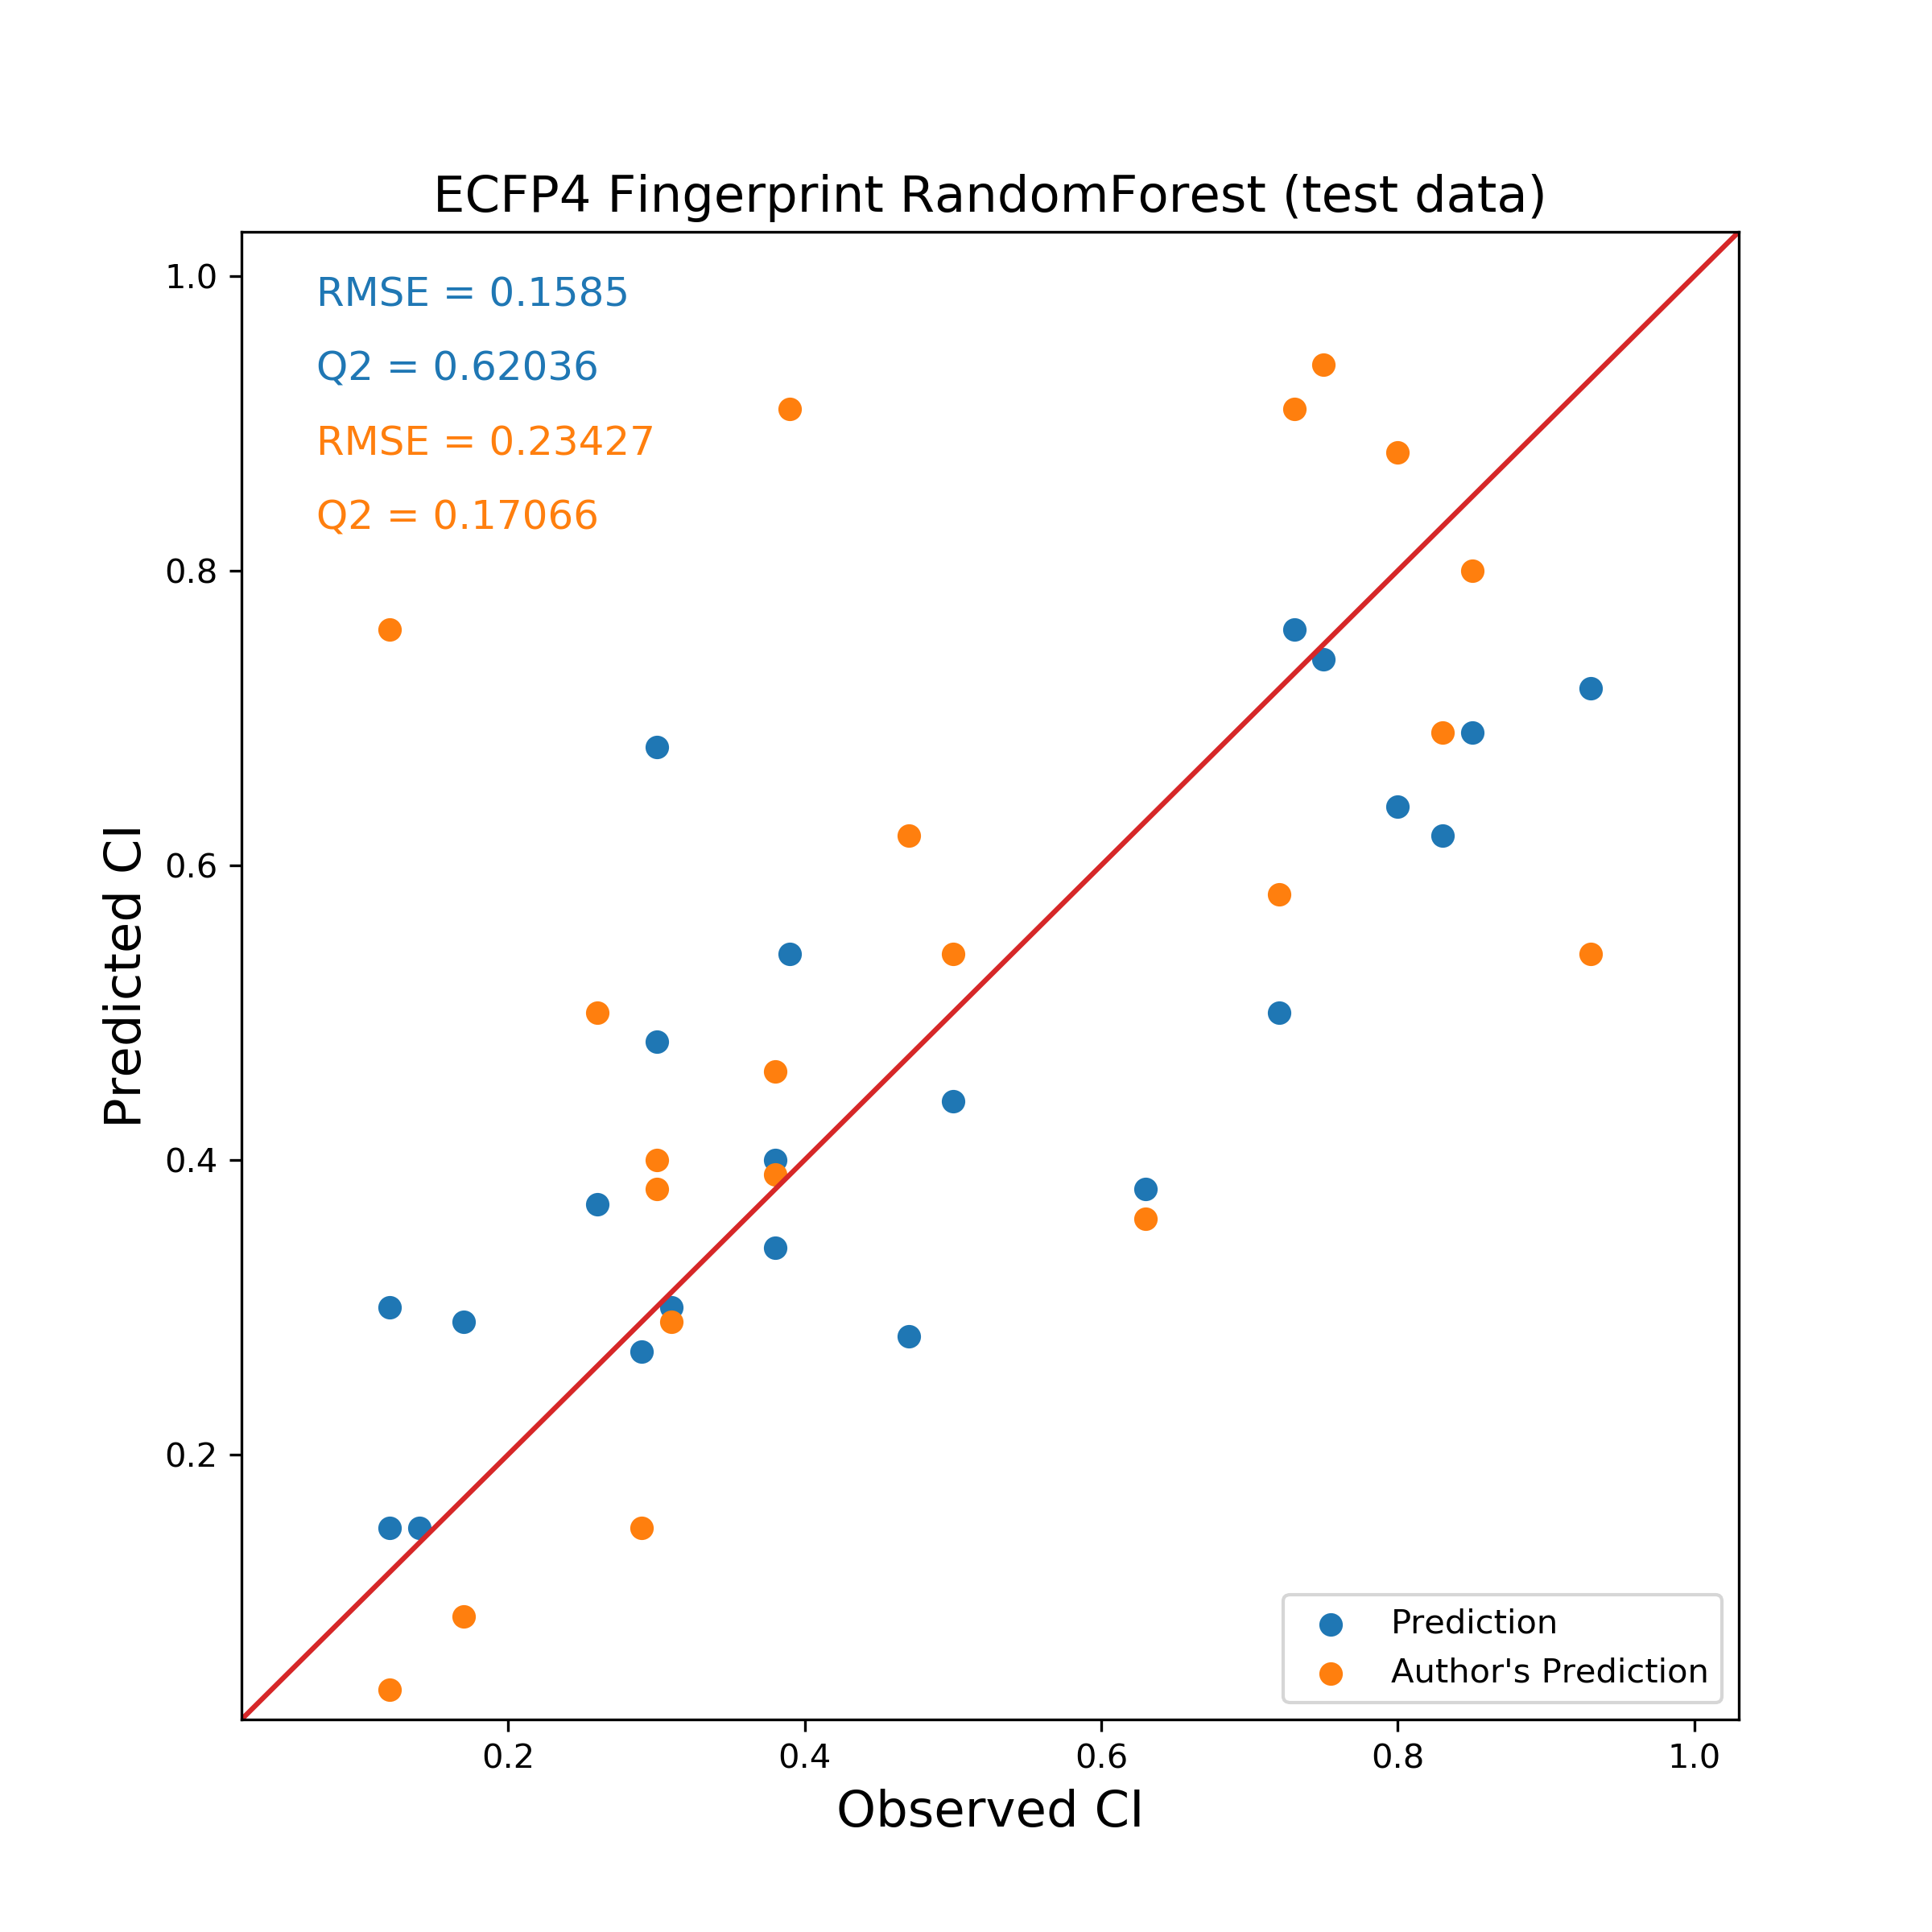 ECFP4 Fingerprint RandomForest (test data)
RMSE = 0.1585
Q2 = 0.62036
RMSE = 0.23427
Q2 = 0.17066
1.0
0.8
0.6
0.4
0.2
Predicted CI
Prediction
Author's Prediction
0.2 0.4 0.6 0.8 1.0
Observed CI